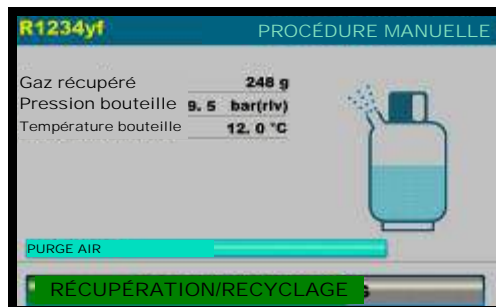 R1234yf PROCÉDURE MANUELLE
Gaz récupéré 248 g
Pression bouteille 9.5 bar(rlv)
Température bouteille 12.0 °C
PURGE AIR
RÉCUPÉRATION/RECYCLAGE